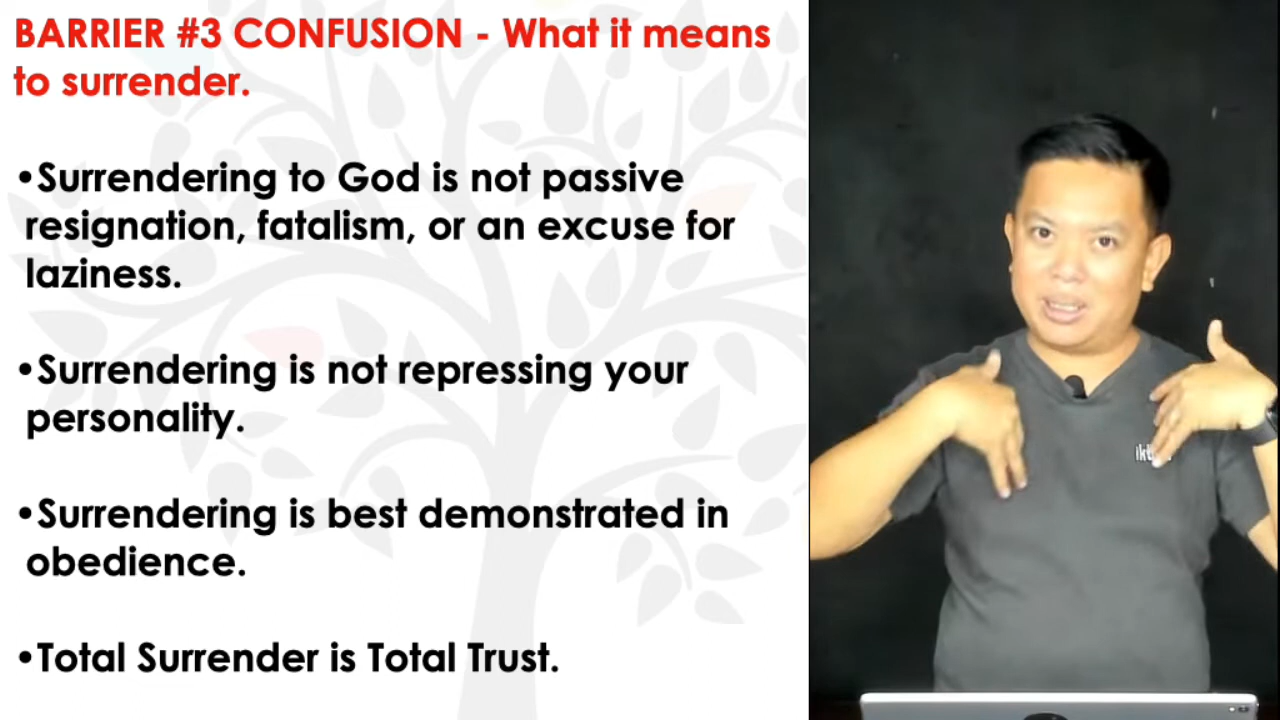 BARRIER #3 CONFUSION - What it means
to surrender.
•Surrendering to God is not passive
resignation, fatalism, or an excuse for
laziness.
•Surrendering is not repressing your
personality.
•Surrendering is best demonstrated in
obedience.
•Total Surrender is Total Trust.